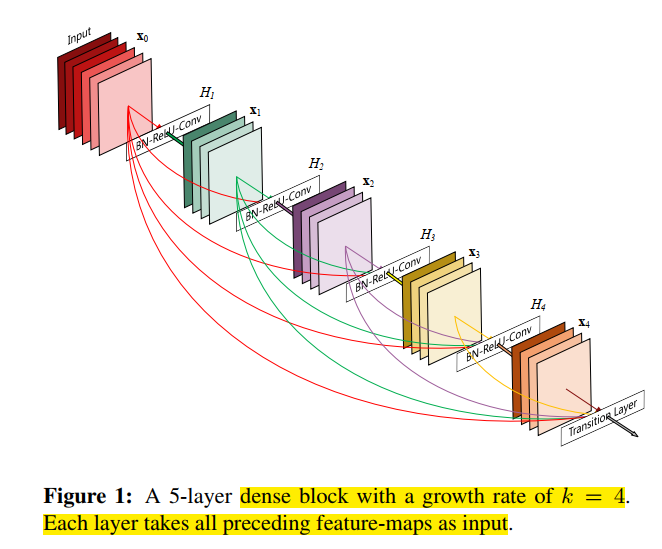 Input
x₀
H₁
BN-ReLU-Conv
x₁
H₂
BN-ReLU-Conv
x₂
H₃
BN-ReLU-Conv
x₃
H₄
BN-ReLU-Conv
x₄
Transition Layer
Figure 1: A 5-layer dense block with a growth rate of k = 4.
Each layer takes all preceding feature-maps as input.